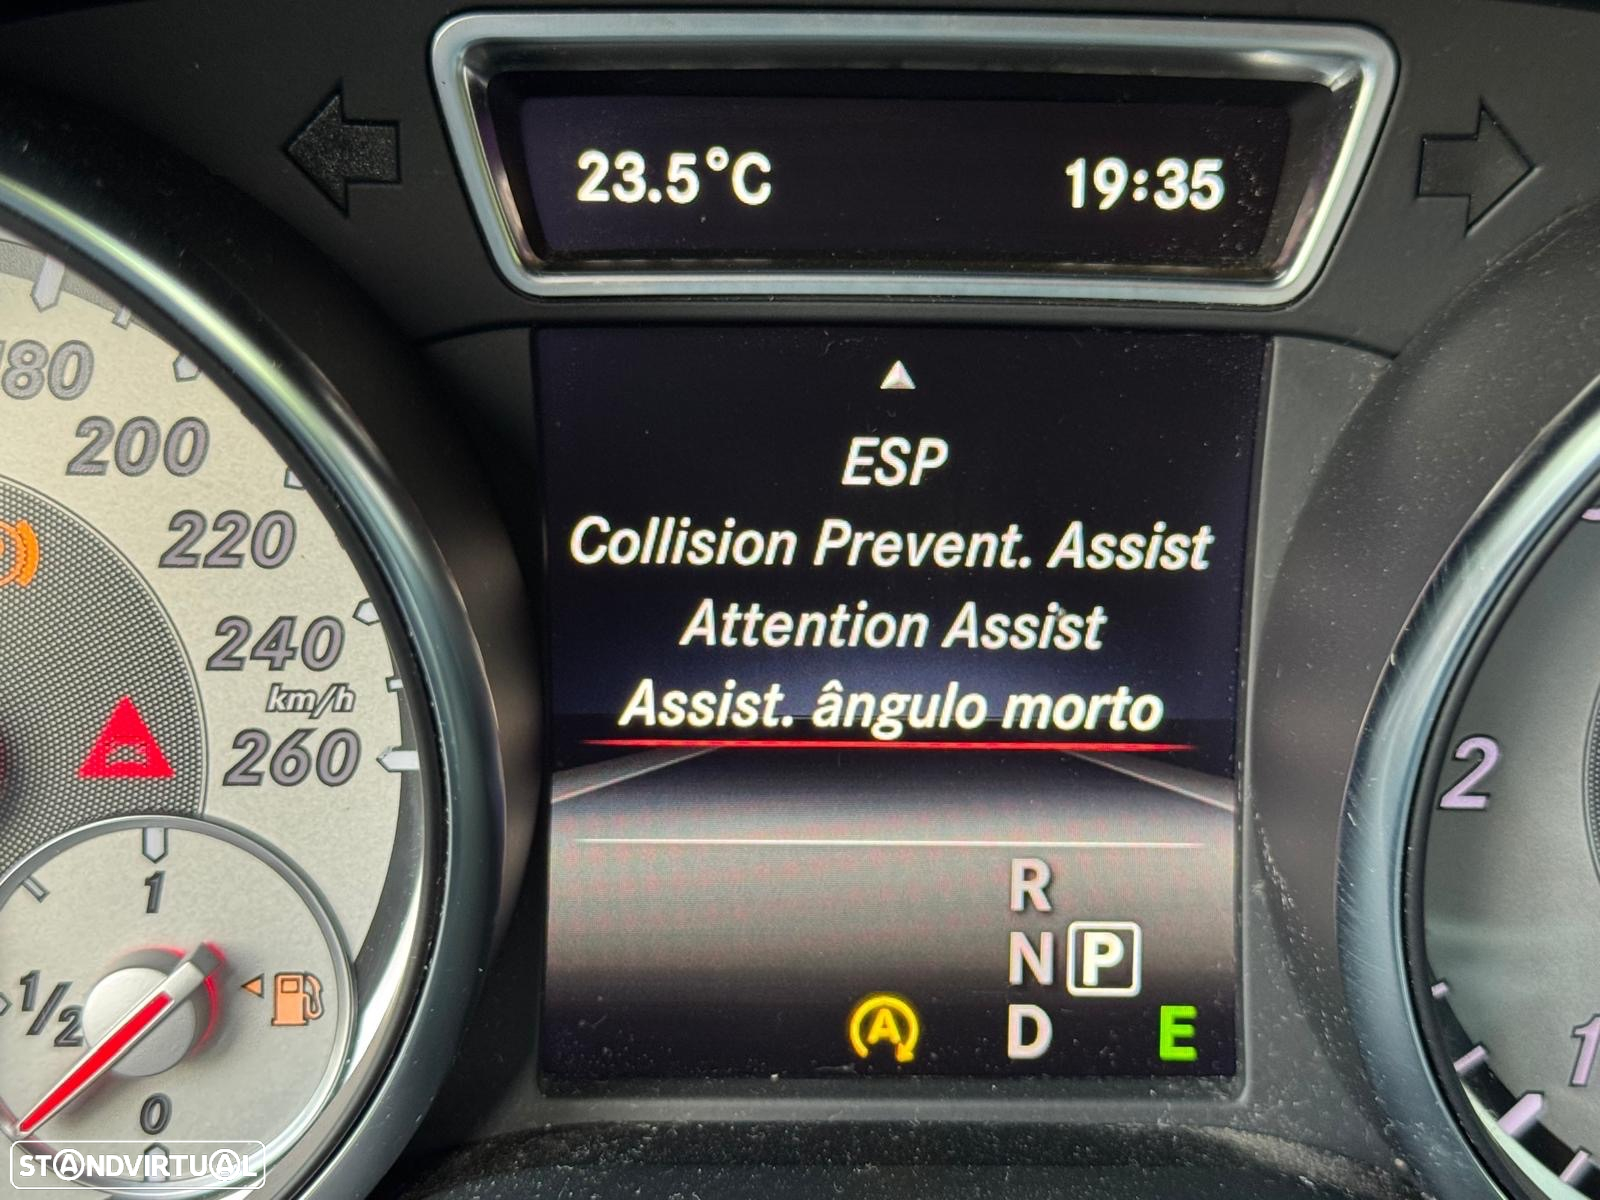 23.5°C 19:35
ESP
Collision Prevent. Assist
Attention Assist
Assist. ângulo morto
R
N P
A D E
180
200
220
240
km/h
260
1
1/2
0
2
1
STANDVIRTUAL